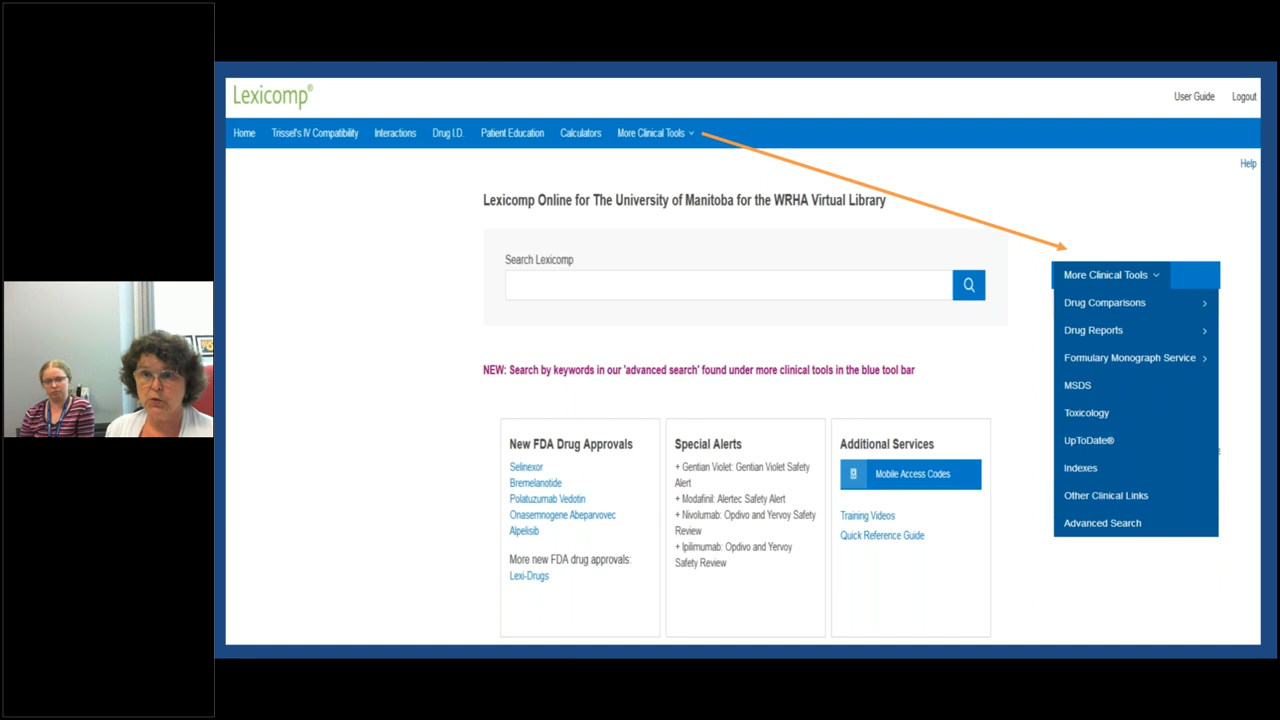 Lexicomp®
User Guide Logout
Home Trissel's IV Compatibility Interactions Drug I.D. Patient Education Calculators More Clinical Tools
Help
Lexicomp Online for The University of Manitoba for the WRHA Virtual Library
Search Lexicomp
NEW: Search by keywords in our 'advanced search' found under more clinical tools in the blue tool bar
New FDA Drug Approvals
Selinexor
Bremelanotide
Polatuzumab Vedotin
Onasemnogene Abeparvovec
Alpelisib
More new FDA drug approvals:
Lexi-Drugs
Special Alerts
+ Gentian Violet: Gentian Violet Safety
Alert
+ Modafinil: Alertec Safety Alert
+ Nivolumab: Opdivo and Yervoy Safety
Review
+ Ipilimumab: Opdivo and Yervoy
Safety Review
Additional Services
Mobile Access Codes
Training Videos
Quick Reference Guide
More Clinical Tools
Drug Comparisons
Drug Reports
Formulary Monograph Service
MSDS
Toxicology
UpToDate®
Indexes
Other Clinical Links
Advanced Search